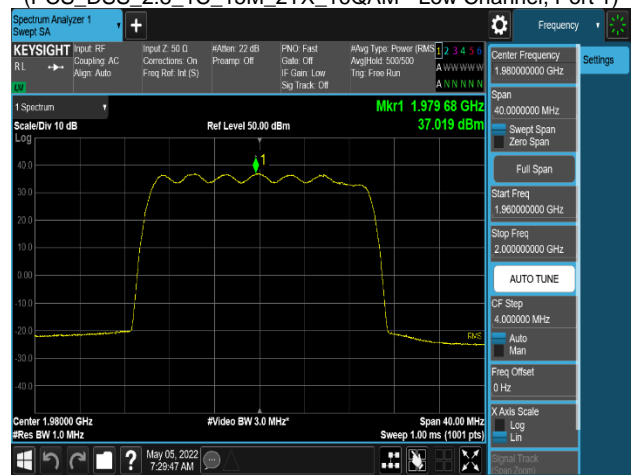 (PCS_DSS_2.0_1C_15M_21X_16QAM - Low Channel, Port 1)
Spectrum Analyzer 1
Swept SA
+
Frequency
KEYSIGHT
RL
Input: RF
Coupling: AC
Align: Auto
Input Z: 50 Ω
Corrections: On
Freq Ref: Int (S)
#Atten: 22 dB
Preamp: Off
PNO: Fast
Gate: Off
IF Gain: Low
Sig Track: Off
#Avg Type: Power (RMS
Avg|Hold: 500/500
Trig: Free Run
1 2 3 4 5 6
A W W W W W
A N N N N N
Center Frequency
1.980000000 GHz
Settings
Span
40.0000000 MHz
Swept Span
Zero Span
Full Span
Start Freq
1.960000000 GHz
Stop Freq
2.000000000 GHz
AUTO TUNE
CF Step
4.000000 MHz
Auto
Man
Freq Offset
0 Hz
X Axis Scale
Log
Lin
Signal Track
(Span Zoom)
1 Spectrum
Scale/Div 10 dB
Log
Ref Level 50.00 dBm
Mkr1 1.979 68 GHz
37.019 dBm
1
40.0
30.0
20.0
10.0
0.00
-10.0
-20.0
-30.0
-40.0
RMS
Center 1.98000 GHz
#Video BW 3.0 MHz*
Span 40.00 MHz
#Res BW 1.0 MHz
Sweep 1.00 ms (1001 pts)
?
May 05, 2022
7:29:47 AM